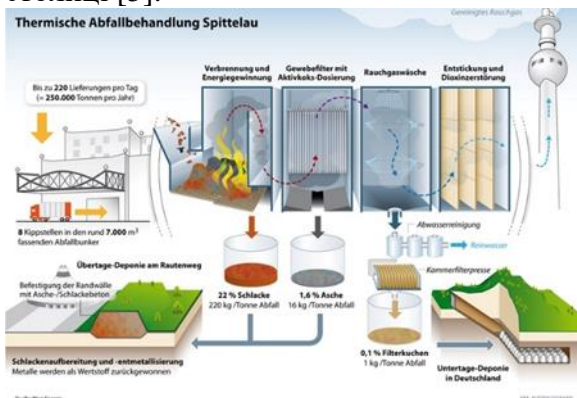 столиці [5].
Thermische Abfallbehandlung Spittelau
Gereinigtes Rauchgas
Verbrennung und
Energiegewinnung
Gewebefilter mit
Aktivkoks-Dosierung
Rauchgaswäsche
Entstickung und
Dioxinzerstörung
Bis zu 220 Lieferungen pro Tag
(= 250.000 Tonnen pro Jahr)
8 Kippstellen in den rund 7.000 m³
fassenden Abfallbunker
Abwasserreinigung
Reinwasser
Kammerfilterpresse
Übertage-Deponie am Rautenweg
Befestigung der Randwälle
mit Asche-/Schlackebeton
22 % Schlacke
220 kg /Tonne Abfall
1,6 % Asche
16 kg /Tonne Abfall
0,1 % Filterkuchen
1 kg /Tonne Abfall
Schlackenaufbereitung und -entmetallisierung
Metalle werden als Wertstoff zurückgewonnen
Untertage-Deponie
in Deutschland